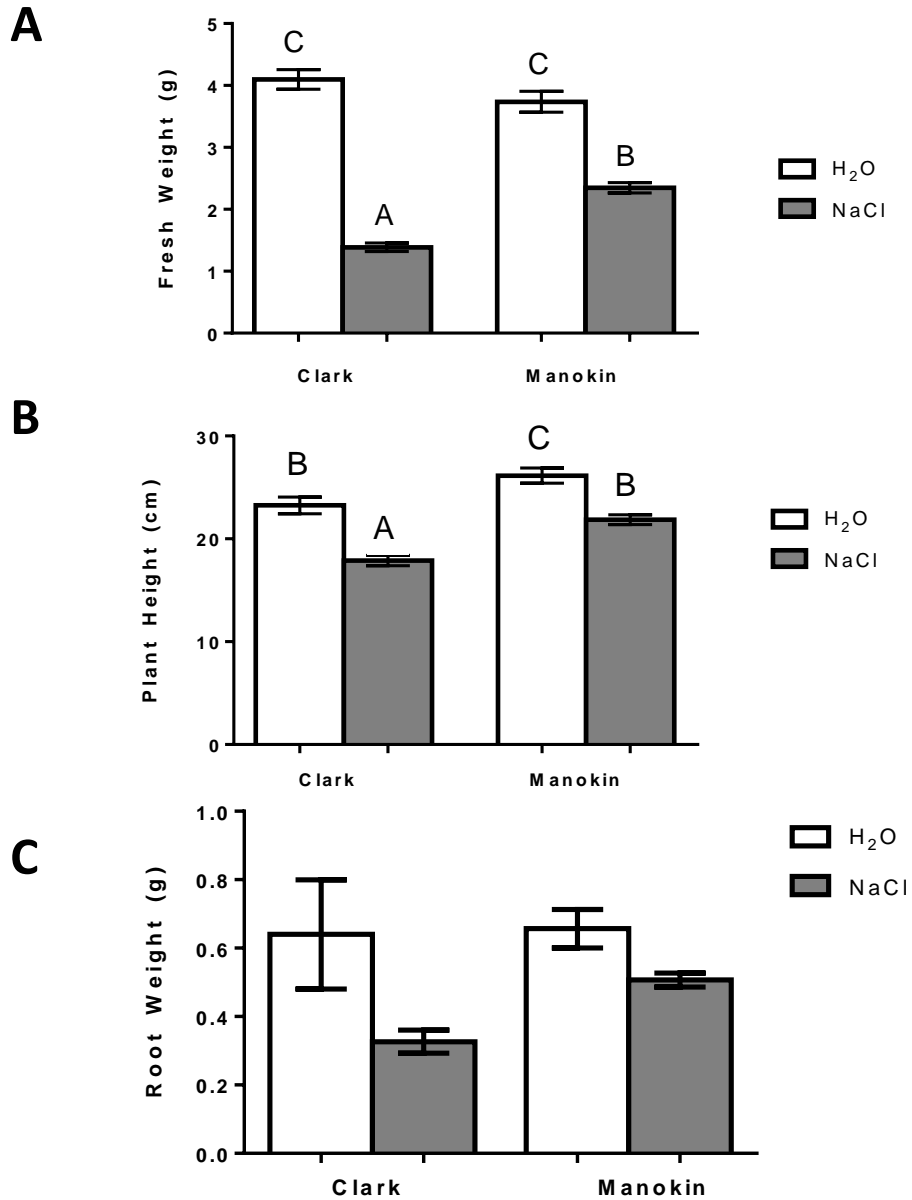 A
Fresh Weight (g)
5
4
3
2
1
0
C
A
C
B
H₂O
NaCl
Clark Manokin
B
Plant Height (cm)
30
20
10
0
B
A
C
B
H₂O
NaCl
Clark Manokin
C
Root Weight (g)
1.0
0.8
0.6
0.4
0.2
0.0
H₂O
NaCl
Clark Manokin